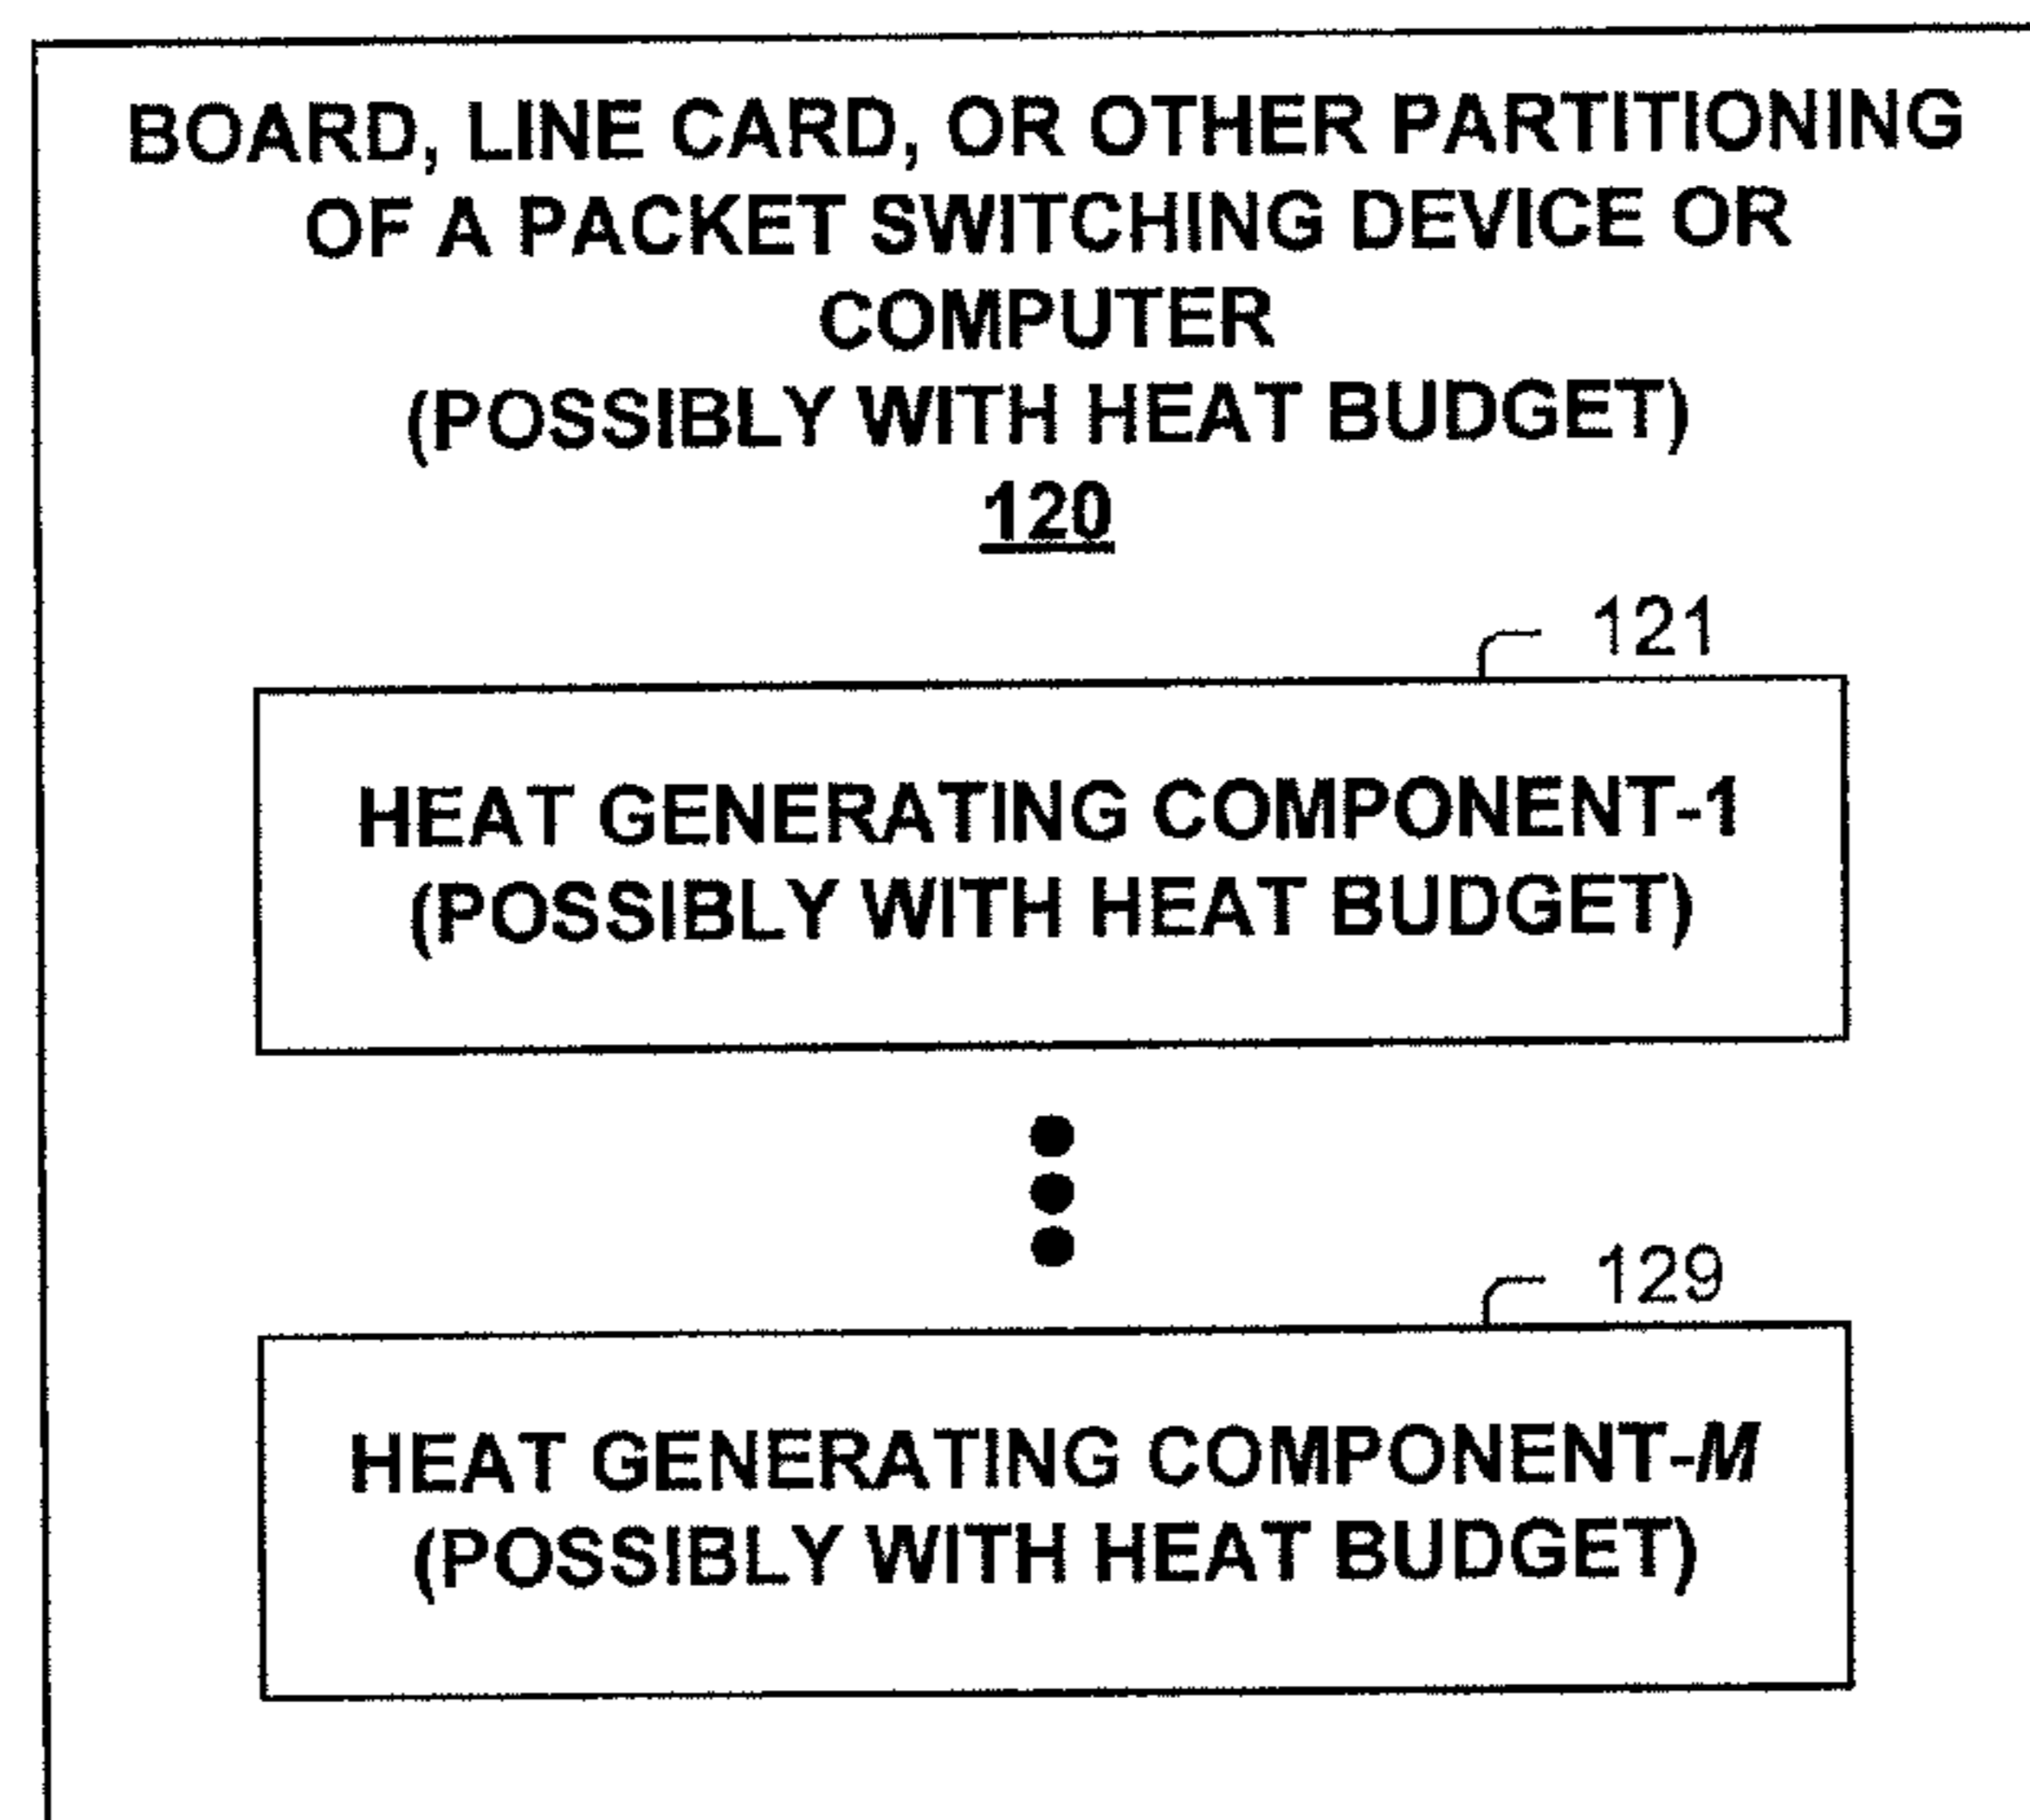 BOARD, LINE CARD, OR OTHER PARTITIONING
OF A PACKET SWITCHING DEVICE OR
COMPUTER
(POSSIBLY WITH HEAT BUDGET)
120
121
HEAT GENERATING COMPONENT-1
(POSSIBLY WITH HEAT BUDGET)
129
HEAT GENERATING COMPONENT-M
(POSSIBLY WITH HEAT BUDGET)